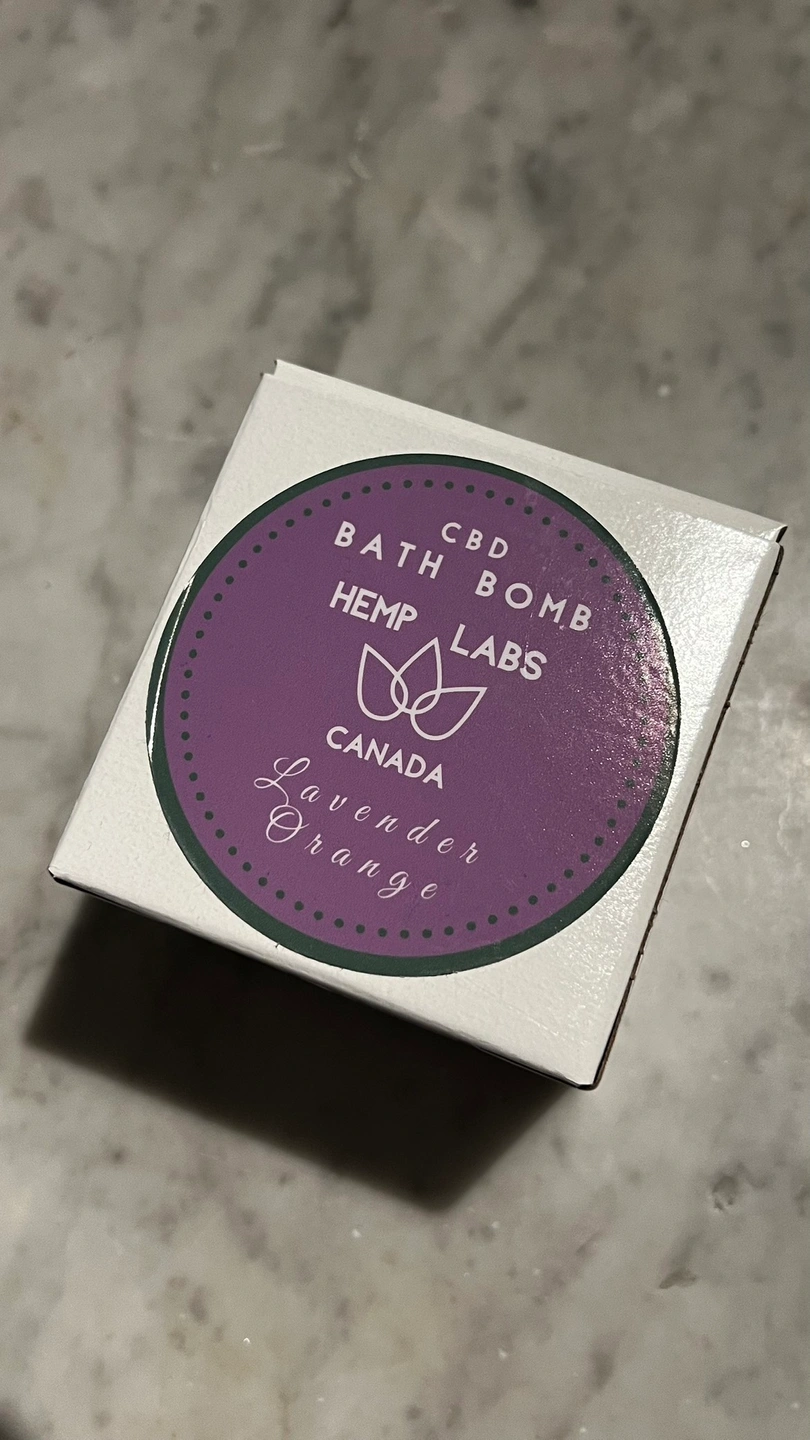 CBD
BATH BOMB
HEMP LABS
CANADA
Lavender
Orange